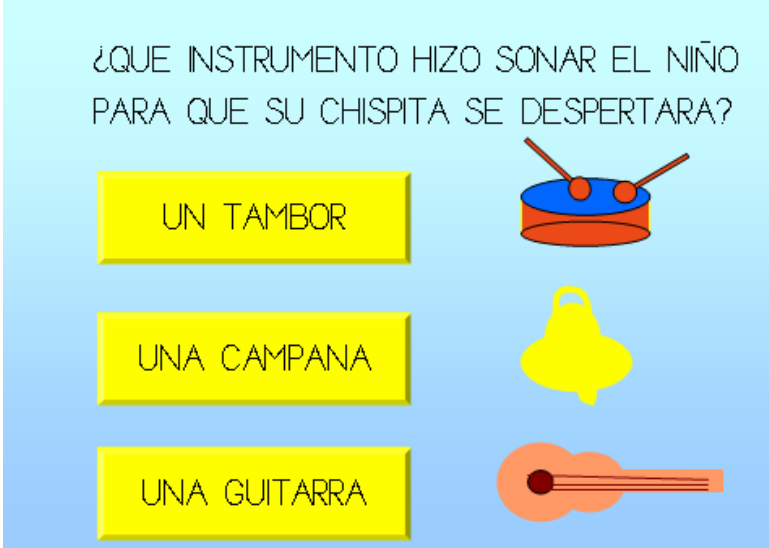 ¿QUE INSTRUMENTO HIZO SONAR EL NIÑO
PARA QUE SU CHISPITA SE DESPERTARA?
UN TAMBOR
UNA CAMPANA
UNA GUITARRA